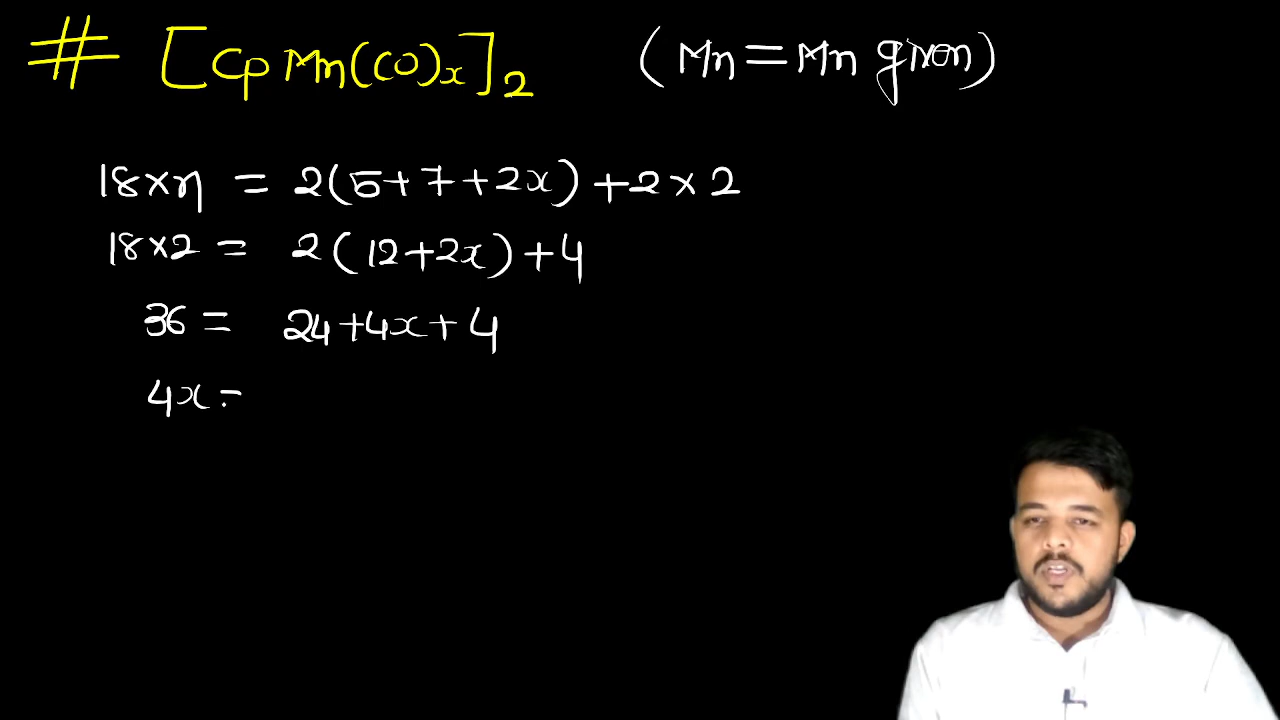 # [Cp Mn(CO)x]2 (Mn=Mn given)
18×η = 2(5+7+2x)+2×2
18×2 = 2(12+2x)+4
36 = 24+4x+4
4x=